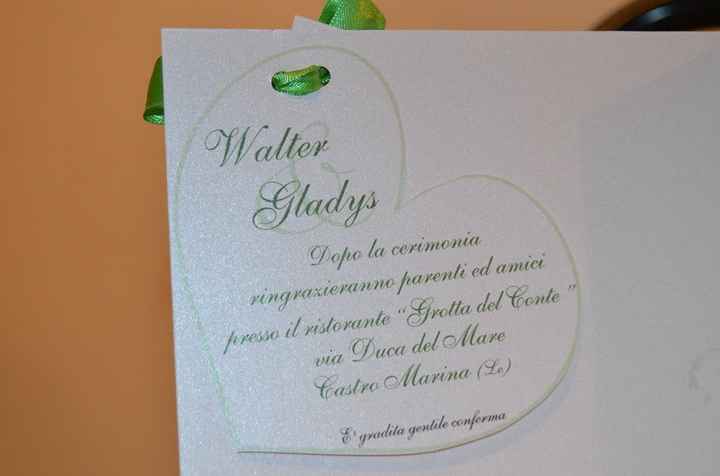 Walter
&
Gladys
Dopo la cerimonia
ringrazieranno parenti ed amici
presso il ristorante “Grotta del Conte ”
via Duca del Mare
Castro Marina (Le)
E' gradita gentile conferma